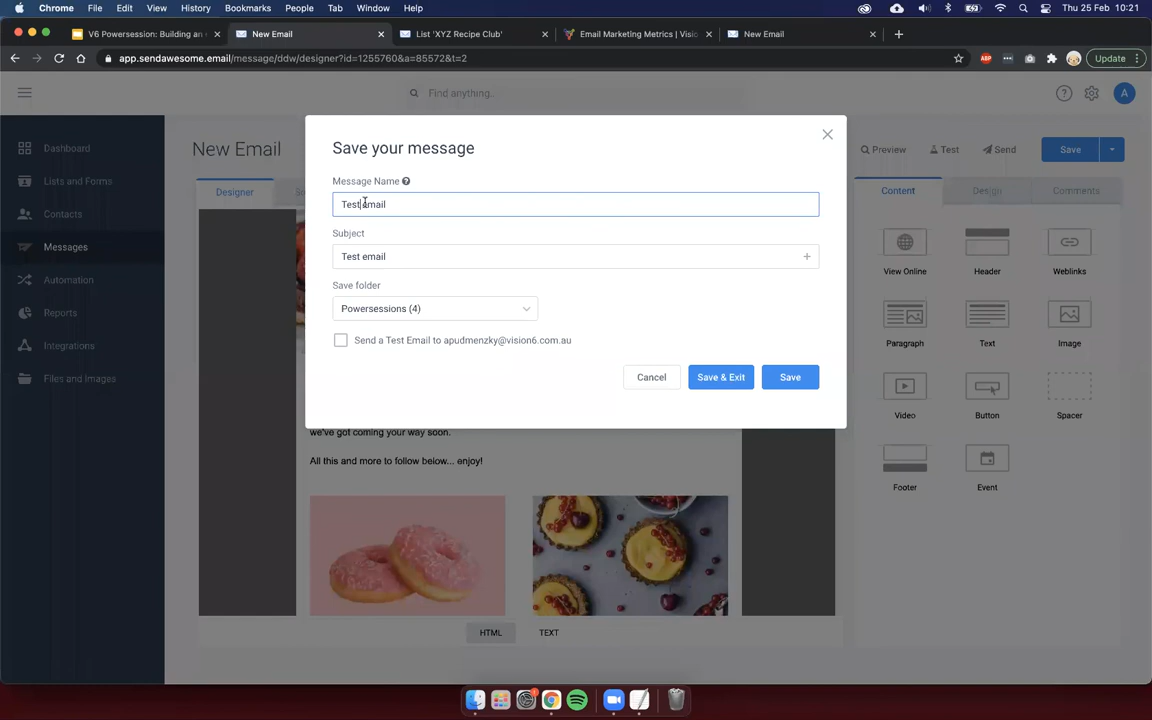 Chrome File Edit View History Bookmarks People Tab Window Help Thu 25 Feb 10:21
V6 Powersession: Building an New Email List 'XYZ Recipe Club' Email Marketing Metrics | Visio New Email
app.sendawesome.email/message/ddw/designer?id=1255760&a=85572&t=2 ABP Update
Find anything. A
Dashboard
Lists and Forms
Contacts
Messages
Automation
Reports
Integrations
Files and Images
New Email
Designer
Preview Test Send Save
Content Design Comments
View Online Header Weblinks
Paragraph Text Image
Video Button Spacer
Footer Event
Save your message
Message Name
Test email
Subject
Test email
Save folder
Powersessions (4)
Send a Test Email to apudmenzky@vision6.com.au
Cancel Save & Exit Save
we've got coming your way soon.
All this and more to follow below... enjoy!
HTML TEXT